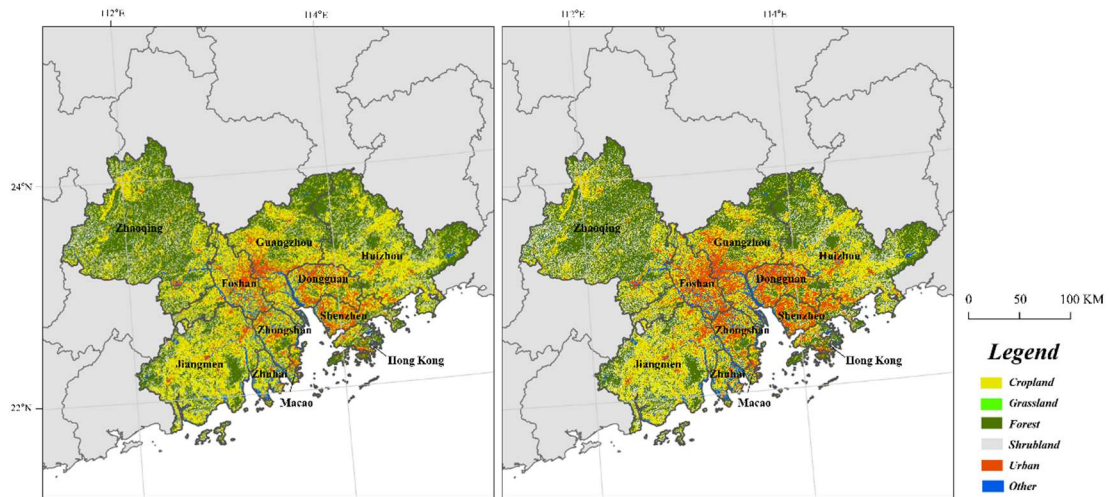 112°E
114°E
24°N
22°N
Zhaoqing
Guangzhou
Huizhou
Foshan
Dongguan
Shenzhen
Zhongshan
Jiangmen
Hong Kong
Zhuhai
Macao
112°E
114°E
Zhaoqing
Guangzhou
Huizhou
Foshan
Dongguan
Shenzhen
Zhongshan
Jiangmen
Hong Kong
Zhuhai
Macao
0 50 100 KM
Legend
Cropland
Grassland
Forest
Shrubland
Urban
Other